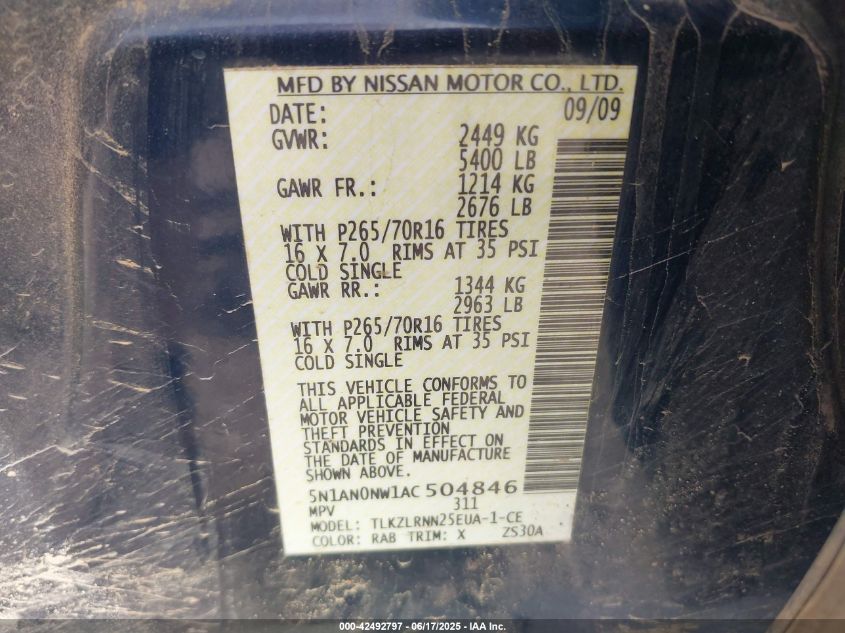 MFD BY NISSAN MOTOR CO., LTD.
DATE: 09/09
GVWR: 2449 KG
5400 LB
GAWR FR.: 1214 KG
2676 LB
WITH P265/70R16 TIRES
16 X 7.0 RIMS AT 35 PSI
COLD SINGLE
GAWR RR.: 1344 KG
2963 LB
WITH P265/70R16 TIRES
16 X 7.0 RIMS AT 35 PSI
COLD SINGLE
THIS VEHICLE CONFORMS TO
ALL APPLICABLE FEDERAL
MOTOR VEHICLE SAFETY AND
THEFT PREVENTION
STANDARDS IN EFFECT ON
THE DATE OF MANUFACTURE
SHOWN ABOVE.
5N1AN0NW1AC504846
MPV 311
MODEL: TLKZLRNN25EUA-1-CE
COLOR: RAB TRIM: X ZS30A
000-42492797 - 06/17/2025 - IAA Inc.